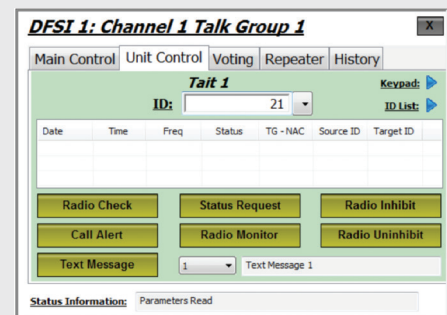 DFSI 1: Channel 1 Talk Group 1 X
Main Control Unit Control Voting Repeater History
Tait 1 Keypad:
ID: 21 ID List:
Date Time Freq Status TG - NAC Source ID Target ID
Radio Check Status Request Radio Inhibit
Call Alert Radio Monitor Radio Uninhibit
Text Message 1 Text Message 1
Status Information: Parameters Read